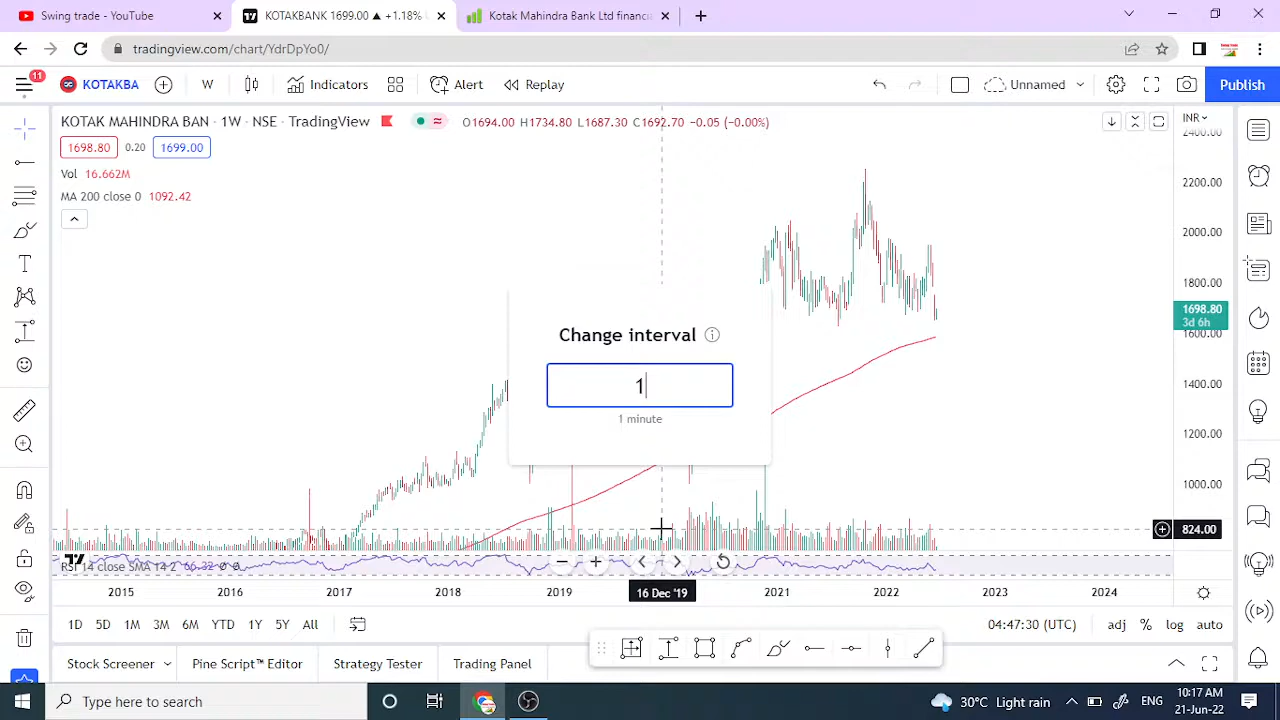 Swing trade - YouTube
KOTAKBANK 1699.00 ▲ +1.18%
Kotak Mahindra Bank Ltd financi
tradingview.com/chart/YdrDpYo0/
11
KOTAKBA
W
Indicators
Alert
Replay
Unnamed
Publish
KOTAK MAHINDRA BAN · 1W · NSE · TradingView
O1694.00 H1734.80 L1687.30 C1692.70 −0.05 (−0.00%)
INR
1698.80
0.20
1699.00
Vol 16.662M
MA 200 close 0 1092.42
2400.00
2200.00
2000.00
1800.00
1698.80
3d 6h
1600.00
1400.00
1200.00
1000.00
824.00
Change interval
1
1 minute
RSI 14 close SMA 14 2 66.32 ∅ ∅
2015
2016
2017
2018
2019
16 Dec '19
2021
2022
2023
2024
1D
5D
1M
3M
6M
YTD
1Y
5Y
All
04:47:30 (UTC)
adj
%
log
auto
Stock Screener
Pine Script™ Editor
Strategy Tester
Trading Panel
Type here to search
30°C Light rain
ENG
10:17 AM
21-Jun-22